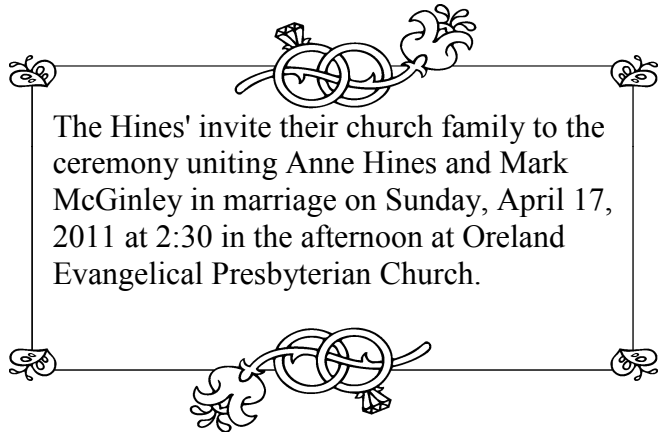 The Hines' invite their church family to the
ceremony uniting Anne Hines and Mark
McGinley in marriage on Sunday, April 17,
2011 at 2:30 in the afternoon at Oreland
Evangelical Presbyterian Church.